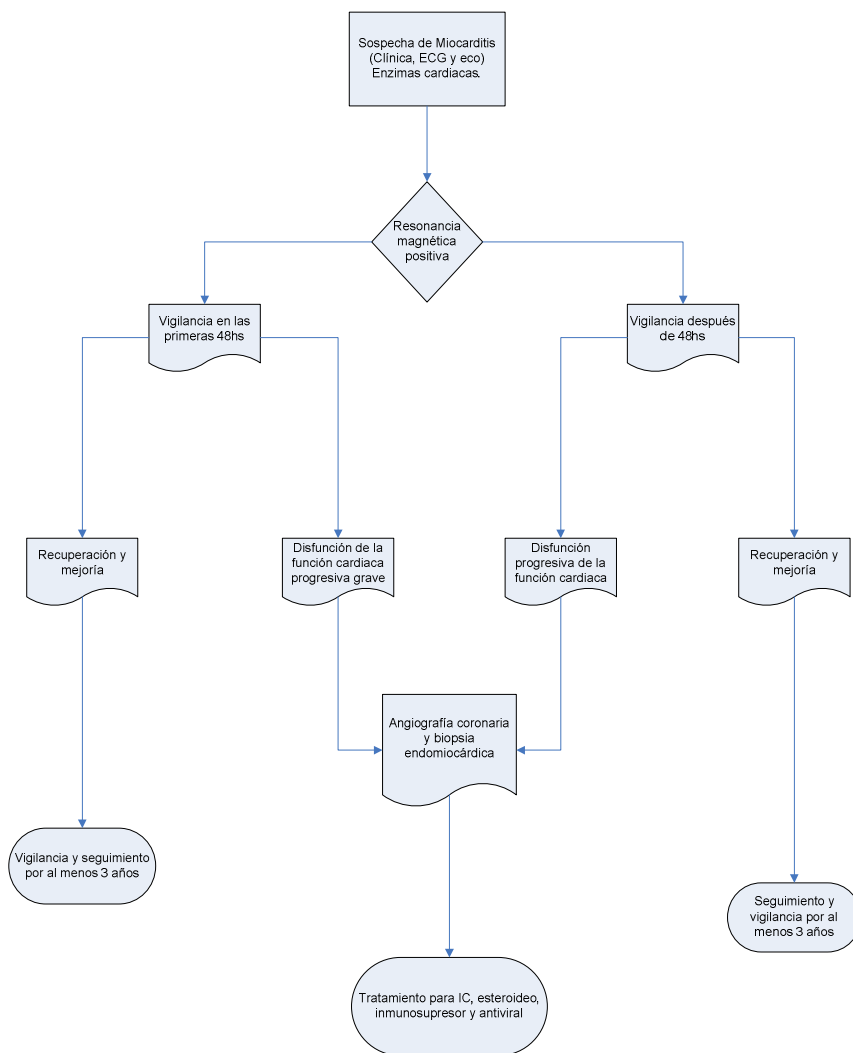 Sospecha de Miocarditis
(Clínica, ECG y eco)
Enzimas cardiacas.
Resonancia
magnética
positiva
Vigilancia en las
primeras 48hs
Vigilancia después
de 48hs
Recuperación y
mejoría
Disfunción de la
función cardiaca
progresiva grave
Disfunción
progresiva de la
función cardiaca
Recuperación y
mejoría
Angiografía coronaria
y biopsia
endomiocárdica
Vigilancia y seguimiento
por al menos 3 años
Seguimiento y
vigilancia por al
menos 3 años
Tratamiento para IC, esteroideo,
inmunosupresor y antiviral